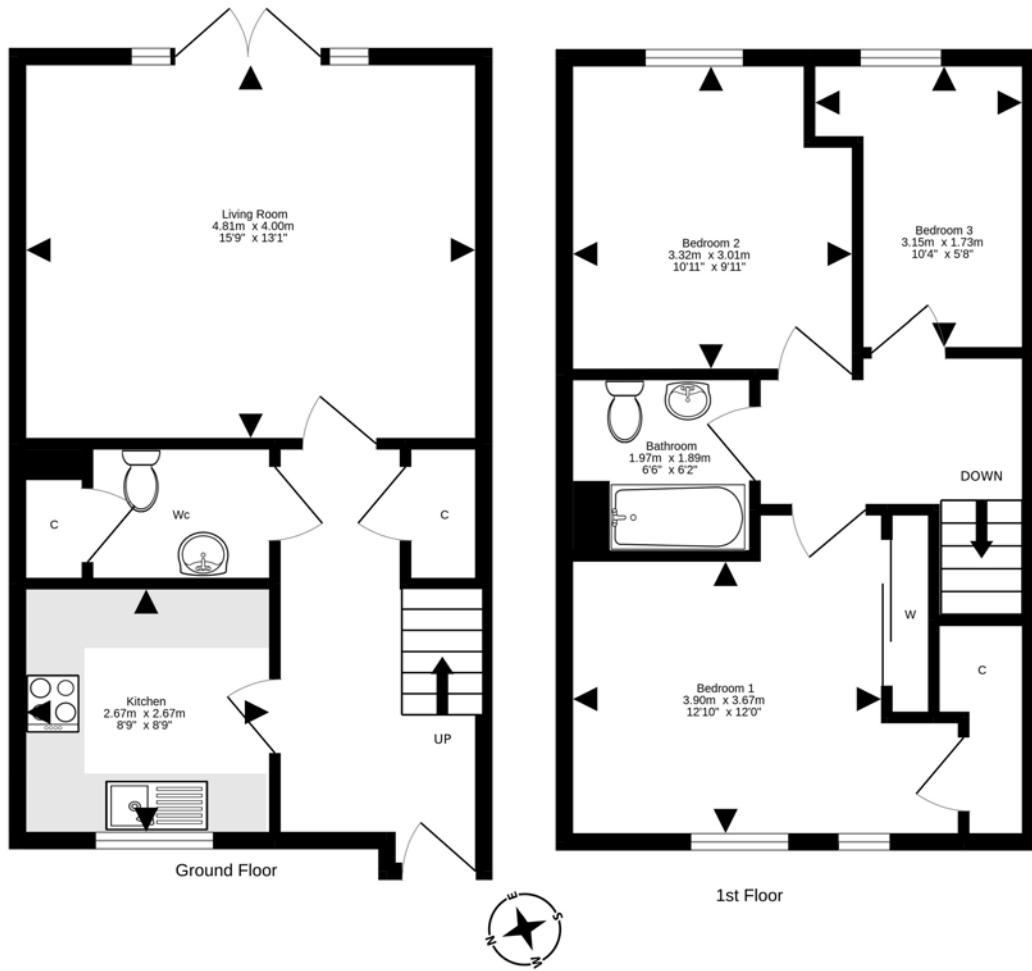 Living Room
4.81m x 4.00m
15'9" x 13'1"
C
Wc
C
Kitchen
2.67m x 2.67m
8'9" x 8'9"
UP
Ground Floor
Bedroom 2
3.32m x 3.01m
10'11" x 9'11"
Bedroom 3
3.15m x 1.73m
10'4" x 5'8"
Bathroom
1.97m x 1.89m
6'6" x 6'2"
DOWN
W
C
Bedroom 1
3.90m x 3.67m
12'10" x 12'0"
1st Floor
E
S
N
W